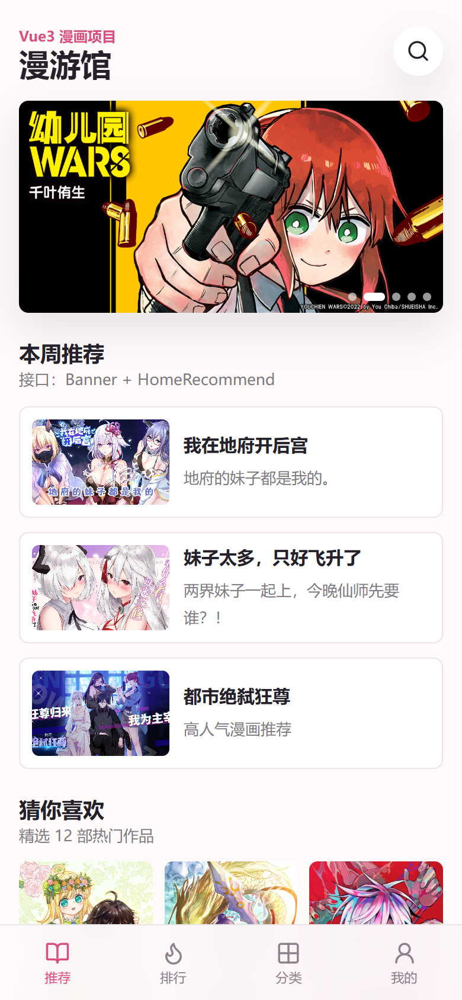 Vue3 漫画项目
漫游馆
幼儿园
WARS
千叶侑生
YOUCHIEN WARS©2022 by You Chiba/SHUEISHA Inc.
本周推荐
接口：Banner + HomeRecommend
我在地府
开后宫
地府的妹子都是我的
我在地府开后宫
地府的妹子都是我的。
妹子太多，只好飞升了
两界妹子一起上，今晚仙师先要
谁？！
狂尊归来
我为主宰
都市
绝弑狂尊
都市绝弑狂尊
高人气漫画推荐
猜你喜欢
精选 12 部热门作品
推荐
排行
分类
我的